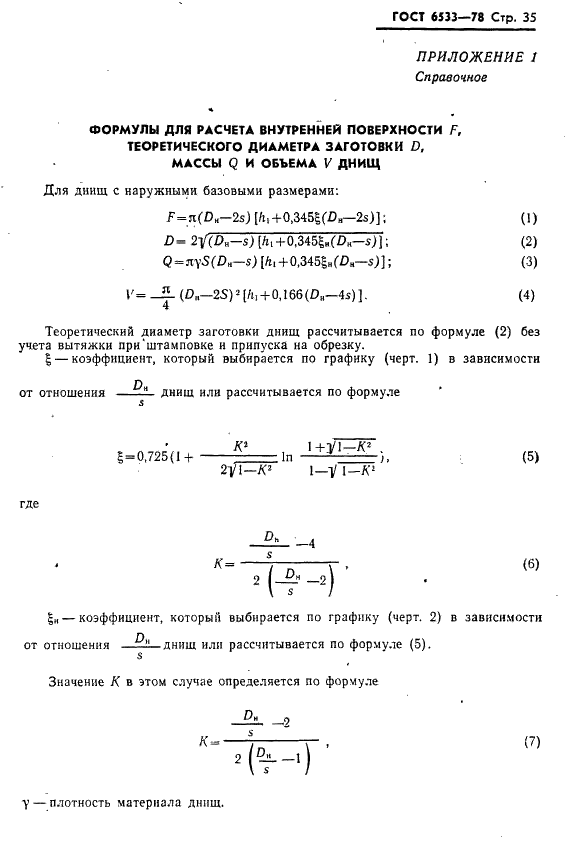 ГОСТ 6533—78 Стр. 35
ПРИЛОЖЕНИЕ 1
Справочное
ФОРМУЛЫ ДЛЯ РАСЧЕТА ВНУТРЕННЕЙ ПОВЕРХНОСТИ F,
ТЕОРЕТИЧЕСКОГО ДИАМЕТРА ЗАГОТОВКИ D,
МАССЫ Q И ОБЪЕМА V ДНИЩ
Для днищ с наружными базовыми размерами:
F=π(Dн—2s) [h₁+0,345ξ(Dн—2s)]; (1)
D= 2√(Dн—s) [h₁+0,345ξн(Dн—s)]; (2)
Q=πγS(Dн—s) [h₁+0,345ξн(Dн—s)]; (3)
V= π/4 (Dн—2S)²[h₁+0,166(Dн—4s)]. (4)
Теоретический диаметр заготовки днищ рассчитывается по формуле (2) без
учета вытяжки при штамповке и припуска на обрезку.
ξ — коэффициент, который выбирается по графику (черт. 1) в зависимости
от отношения Dн/s днищ или рассчитывается по формуле
ξ=0,725(1+ K²/(2√1—K²) ln (1+√1—K²)/(1—√1—K²)), (5)
где
K= (Dн/s —4)/(2 (Dн/s —2)), (6)
ξн — коэффициент, который выбирается по графику (черт. 2) в зависимости
от отношения Dн/s днищ или рассчитывается по формуле (5).
Значение K в этом случае определяется по формуле
K= (Dн/s —2)/(2 (Dн/s —1)), (7)
γ — плотность материала днищ.